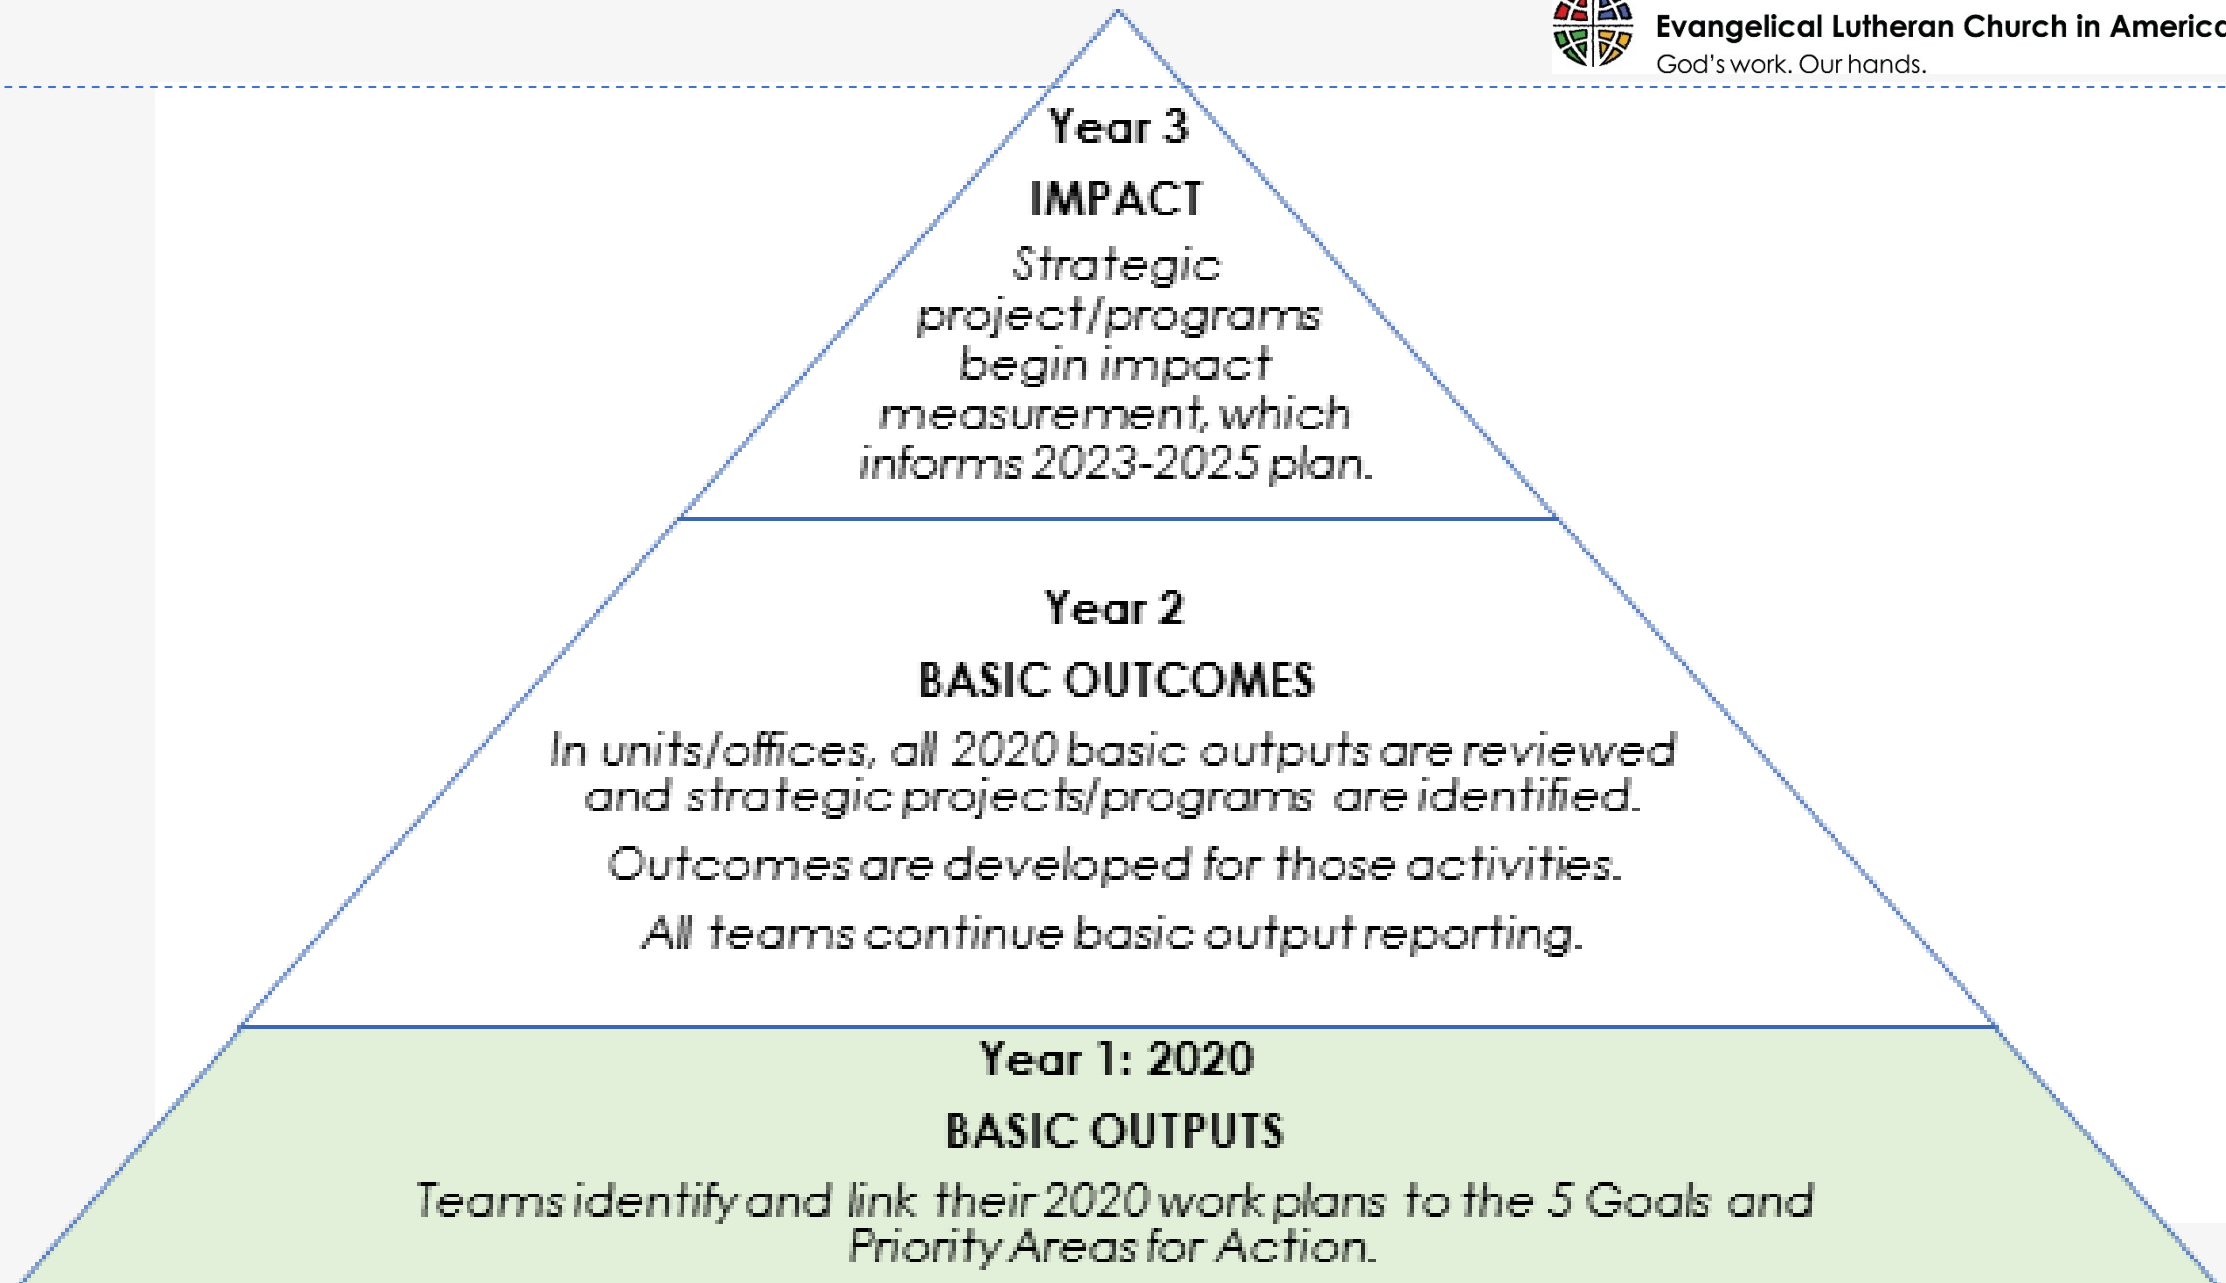 Evangelical Lutheran Church in America
God's work. Our hands.
Year 3
IMPACT
Strategic
project/programs
begin impact
measurement, which
informs 2023-2025 plan.
Year 2
BASIC OUTCOMES
In units/offices, all 2020 basic outputs are reviewed
and strategic projects/programs are identified.
Outcomes are developed for those activities.
All teams continue basic output reporting.
Year 1: 2020
BASIC OUTPUTS
Teams identify and link their 2020 work plans to the 5 Goals and
Priority Areas for Action.